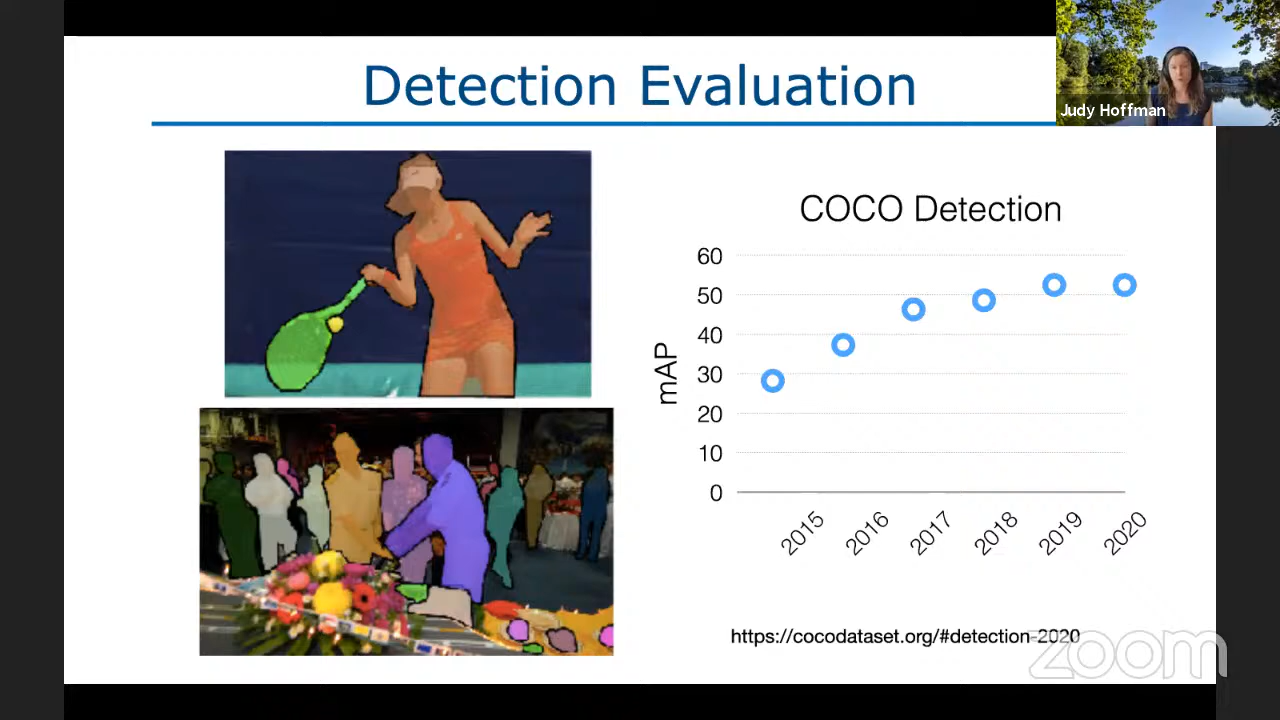 Detection Evaluation
Judy Hoffman
COCO Detection
mAP
60
50
40
30
20
10
0
2015
2016
2017
2018
2019
2020
https://cocodataset.org/#detection-2020
zoom